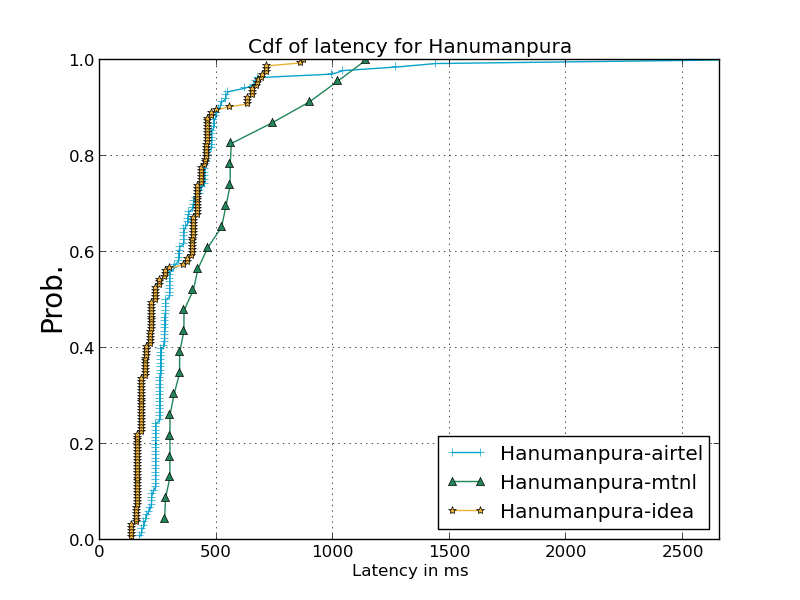 Cdf of latency for Hanumanpura
1.0
0.8
0.6
0.4
0.2
0.0
Prob.
0 500 1000 1500 2000 2500
Latency in ms
Hanumanpura-airtel
Hanumanpura-mtnl
Hanumanpura-idea